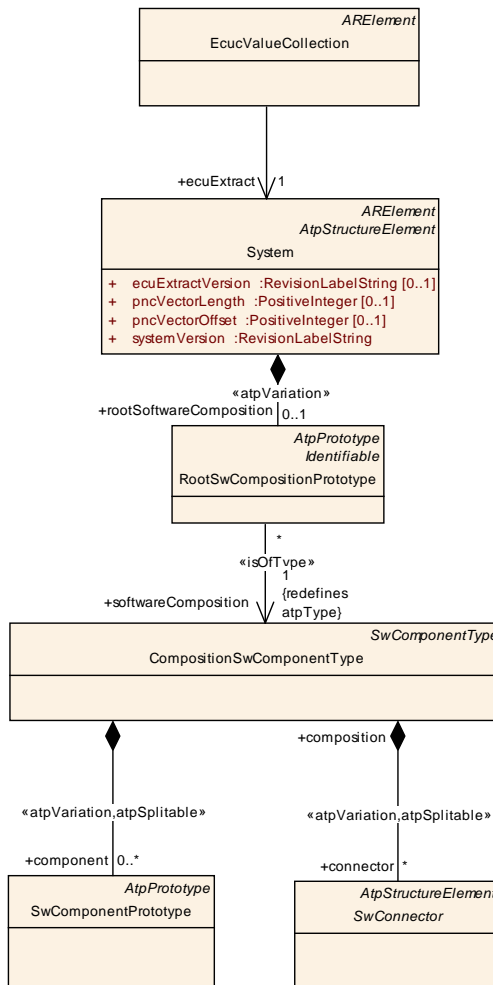 ARElement
EcucValueCollection
+ecuExtract 1
ARElement
AtpStructureElement
System
+ ecuExtractVersion :RevisionLabelString [0..1]
+ pncVectorLength :PositiveInteger [0..1]
+ pncVectorOffset :PositiveInteger [0..1]
+ systemVersion :RevisionLabelString
«atpVariation»
+rootSoftwareComposition 0..1
AtpPrototype
Identifiable
RootSwCompositionPrototype
*
«isOfType»
1
{redefines
+softwareComposition atpType}
SwComponentType
CompositionSwComponentType
+composition
«atpVariation,atpSplitable» «atpVariation,atpSplitable»
+component 0..* +connector *
AtpPrototype
SwComponentPrototype
AtpStructureElement
SwConnector